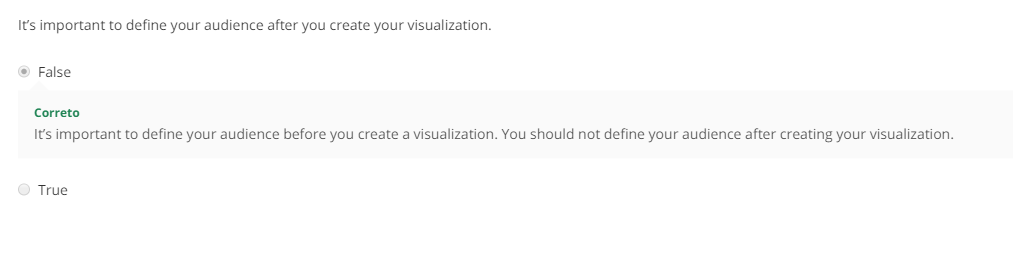 It’s important to define your audience after you create your visualization.
False
Correto
It’s important to define your audience before you create a visualization. You should not define your audience after creating your visualization.
True